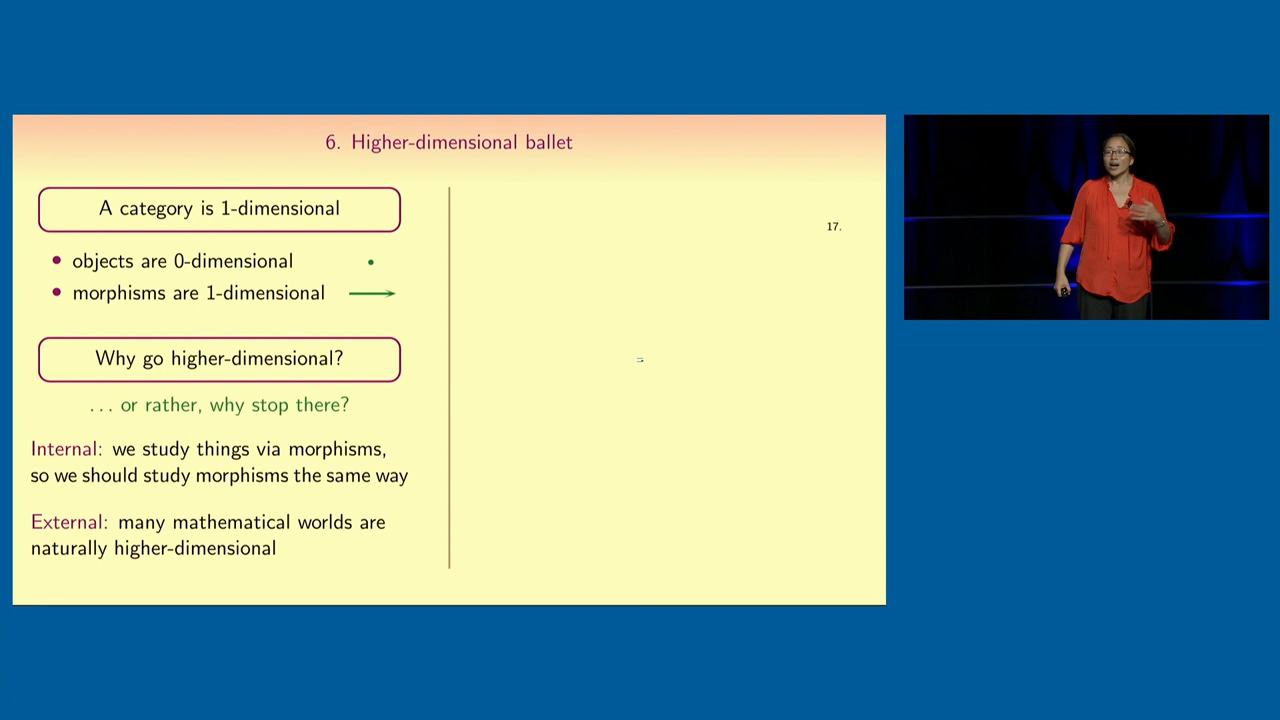 6. Higher-dimensional ballet
A category is 1-dimensional
• objects are 0-dimensional
• morphisms are 1-dimensional
Why go higher-dimensional?
... or rather, why stop there?
Internal: we study things via morphisms,
so we should study morphisms the same way
External: many mathematical worlds are
naturally higher-dimensional
17.